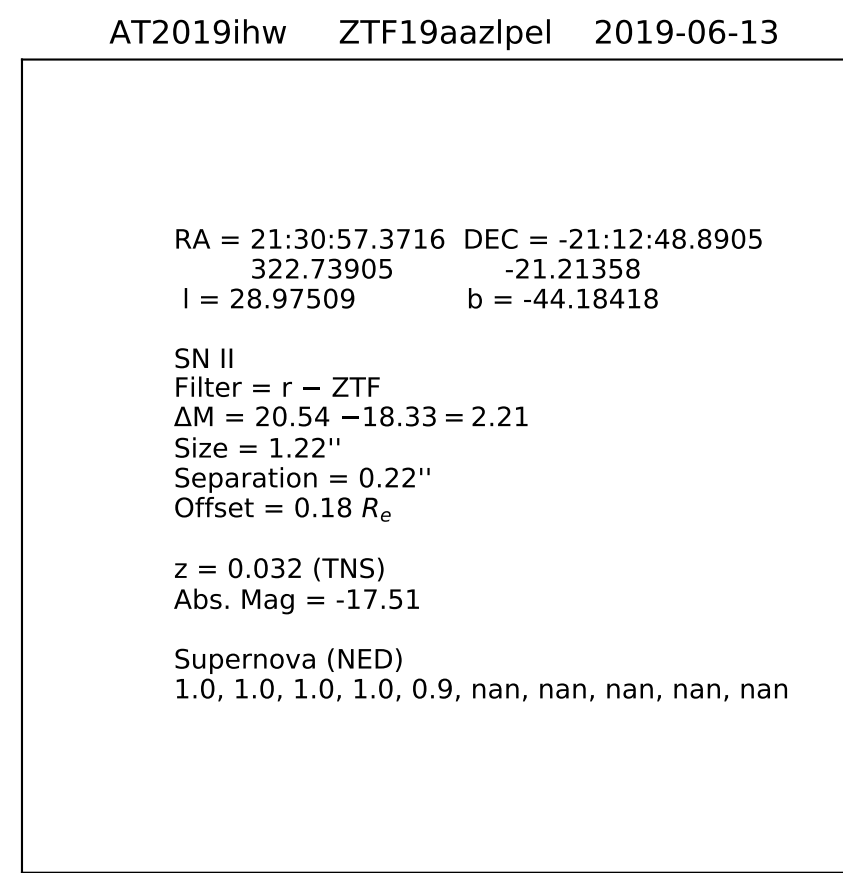 AT2019ihw ZTF19aazlpel 2019-06-13
RA = 21:30:57.3716 DEC = -21:12:48.8905
322.73905 -21.21358
l = 28.97509 b = -44.18418
SN II
Filter = r − ZTF
ΔM = 20.54 −18.33 = 2.21
Size = 1.22''
Separation = 0.22''
Offset = 0.18 Rₑ
z = 0.032 (TNS)
Abs. Mag = -17.51
Supernova (NED)
1.0, 1.0, 1.0, 1.0, 0.9, nan, nan, nan, nan, nan